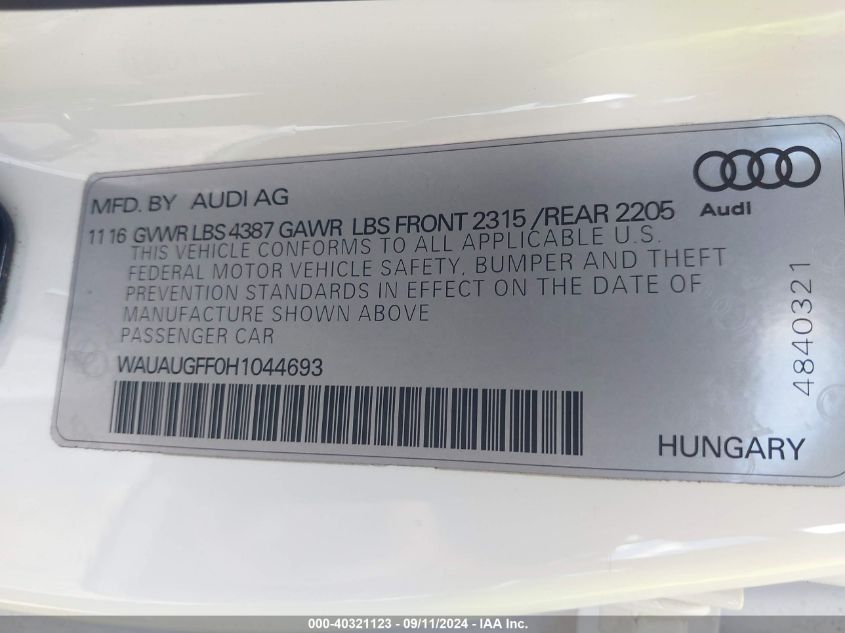 MFD. BY AUDI AG
Audi
11 16 GVWR LBS 4387 GAWR LBS FRONT 2315 /REAR 2205
THIS VEHICLE CONFORMS TO ALL APPLICABLE U.S.
FEDERAL MOTOR VEHICLE SAFETY, BUMPER AND THEFT
PREVENTION STANDARDS IN EFFECT ON THE DATE OF
MANUFACTURE SHOWN ABOVE
PASSENGER CAR
WAUAUGFF0H1044693
4840321
HUNGARY
000-40321123 - 09/11/2024 - IAA Inc.